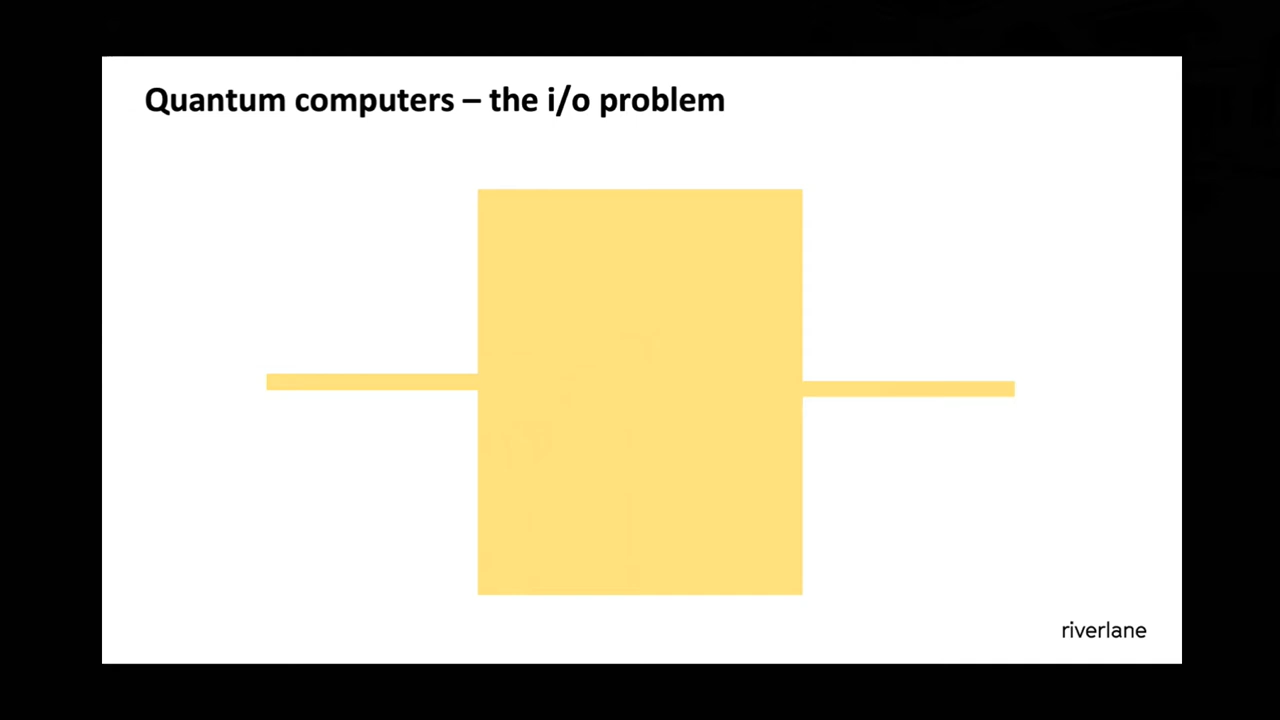 Quantum computers – the i/o problem
riverlane